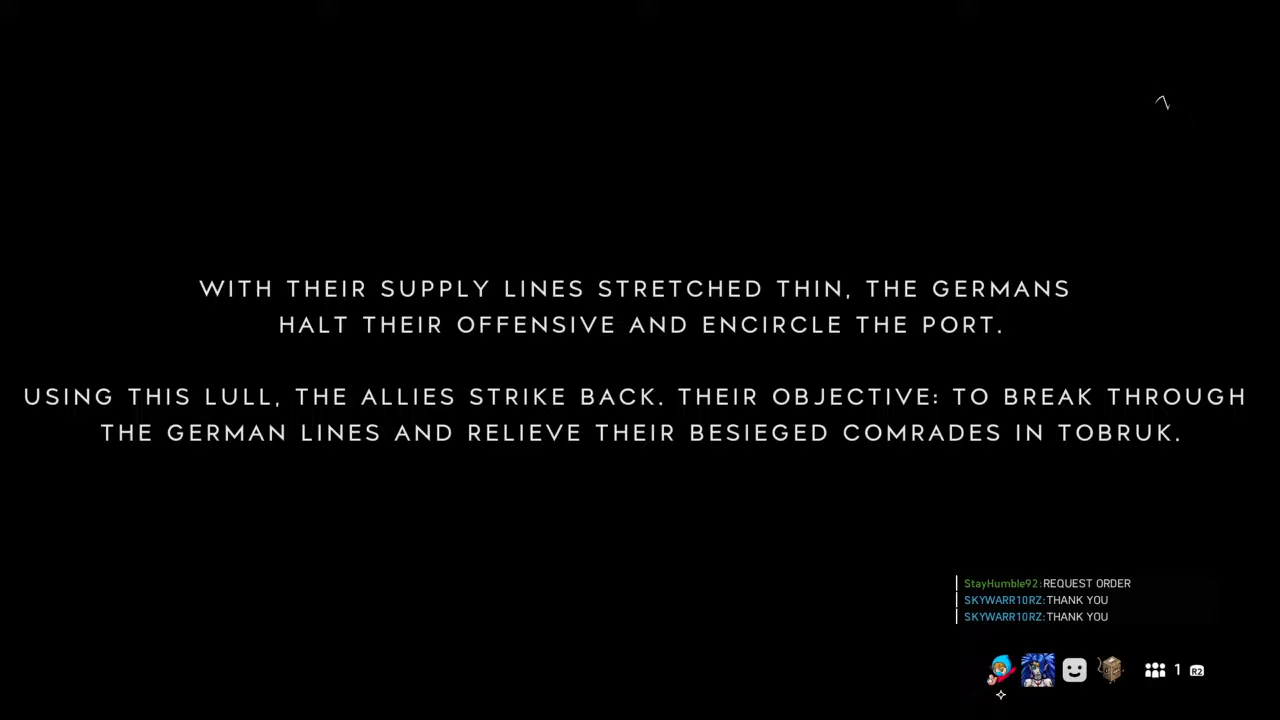 WITH THEIR SUPPLY LINES STRETCHED THIN, THE GERMANS
HALT THEIR OFFENSIVE AND ENCIRCLE THE PORT.
USING THIS LULL, THE ALLIES STRIKE BACK. THEIR OBJECTIVE: TO BREAK THROUGH
THE GERMAN LINES AND RELIEVE THEIR BESIEGED COMRADES IN TOBRUK.
StayHumble92:REQUEST ORDER
SKYWARR10RZ:THANK YOU
SKYWARR10RZ:THANK YOU
1 R2